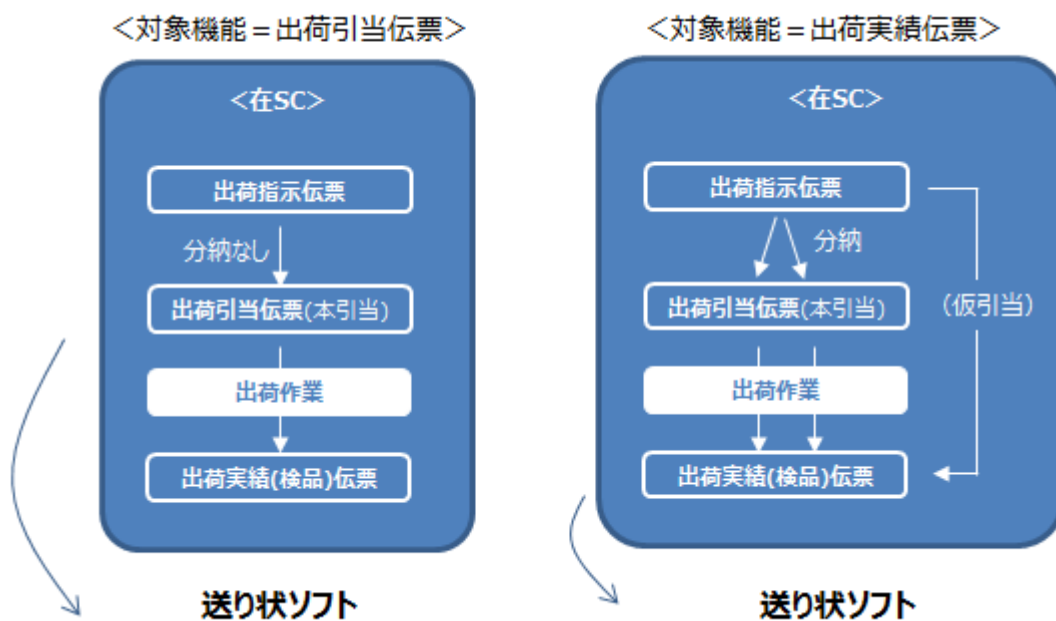 <対象機能=出荷引当伝票>
<在SC>
出荷指示伝票
分納なし
出荷引当伝票(本引当)
出荷作業
出荷実績(検品)伝票
送り状ソフト
<対象機能=出荷実績伝票>
<在SC>
出荷指示伝票
分納
出荷引当伝票(本引当)
(仮引当)
出荷作業
出荷実績(検品)伝票
送り状ソフト